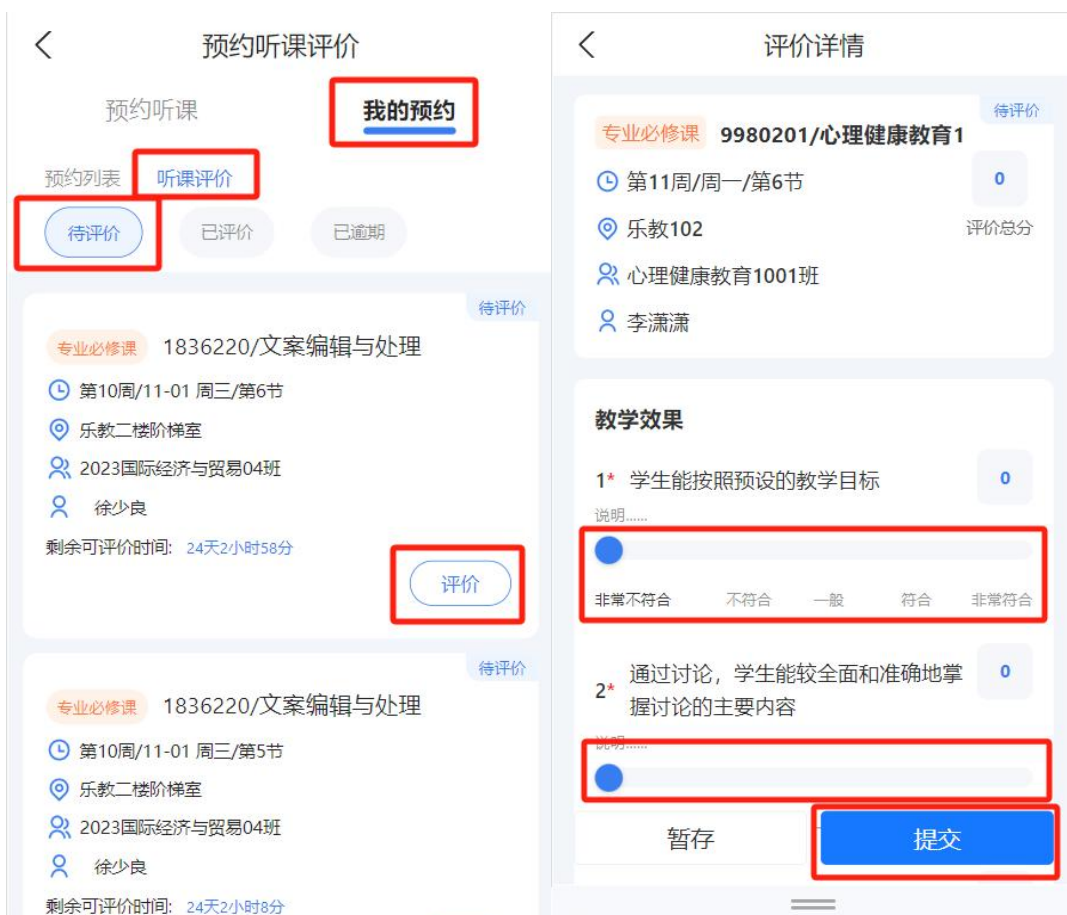 预约听课评价
预约听课 我的预约
预约列表 听课评价
待评价 已评价 已逾期
待评价
专业必修课 1836220/文案编辑与处理
第10周/11-01 周三/第6节
乐教二楼阶梯室
2023国际经济与贸易04班
徐少良
剩余可评价时间: 24天2小时58分
评价
待评价
专业必修课 1836220/文案编辑与处理
第10周/11-01 周三/第5节
乐教二楼阶梯室
2023国际经济与贸易04班
徐少良
剩余可评价时间: 24天2小时8分
评价详情
待评价
专业必修课 9980201/心理健康教育1
第11周/周一/第6节
0
乐教102
评价总分
心理健康教育1001班
李潇潇
教学效果
1* 学生能按照预设的教学目标 0
说明......
非常不符合 不符合 一般 符合 非常符合
2* 通过讨论，学生能较全面和准确地掌 0
握讨论的主要内容
说明......
暂存 提交